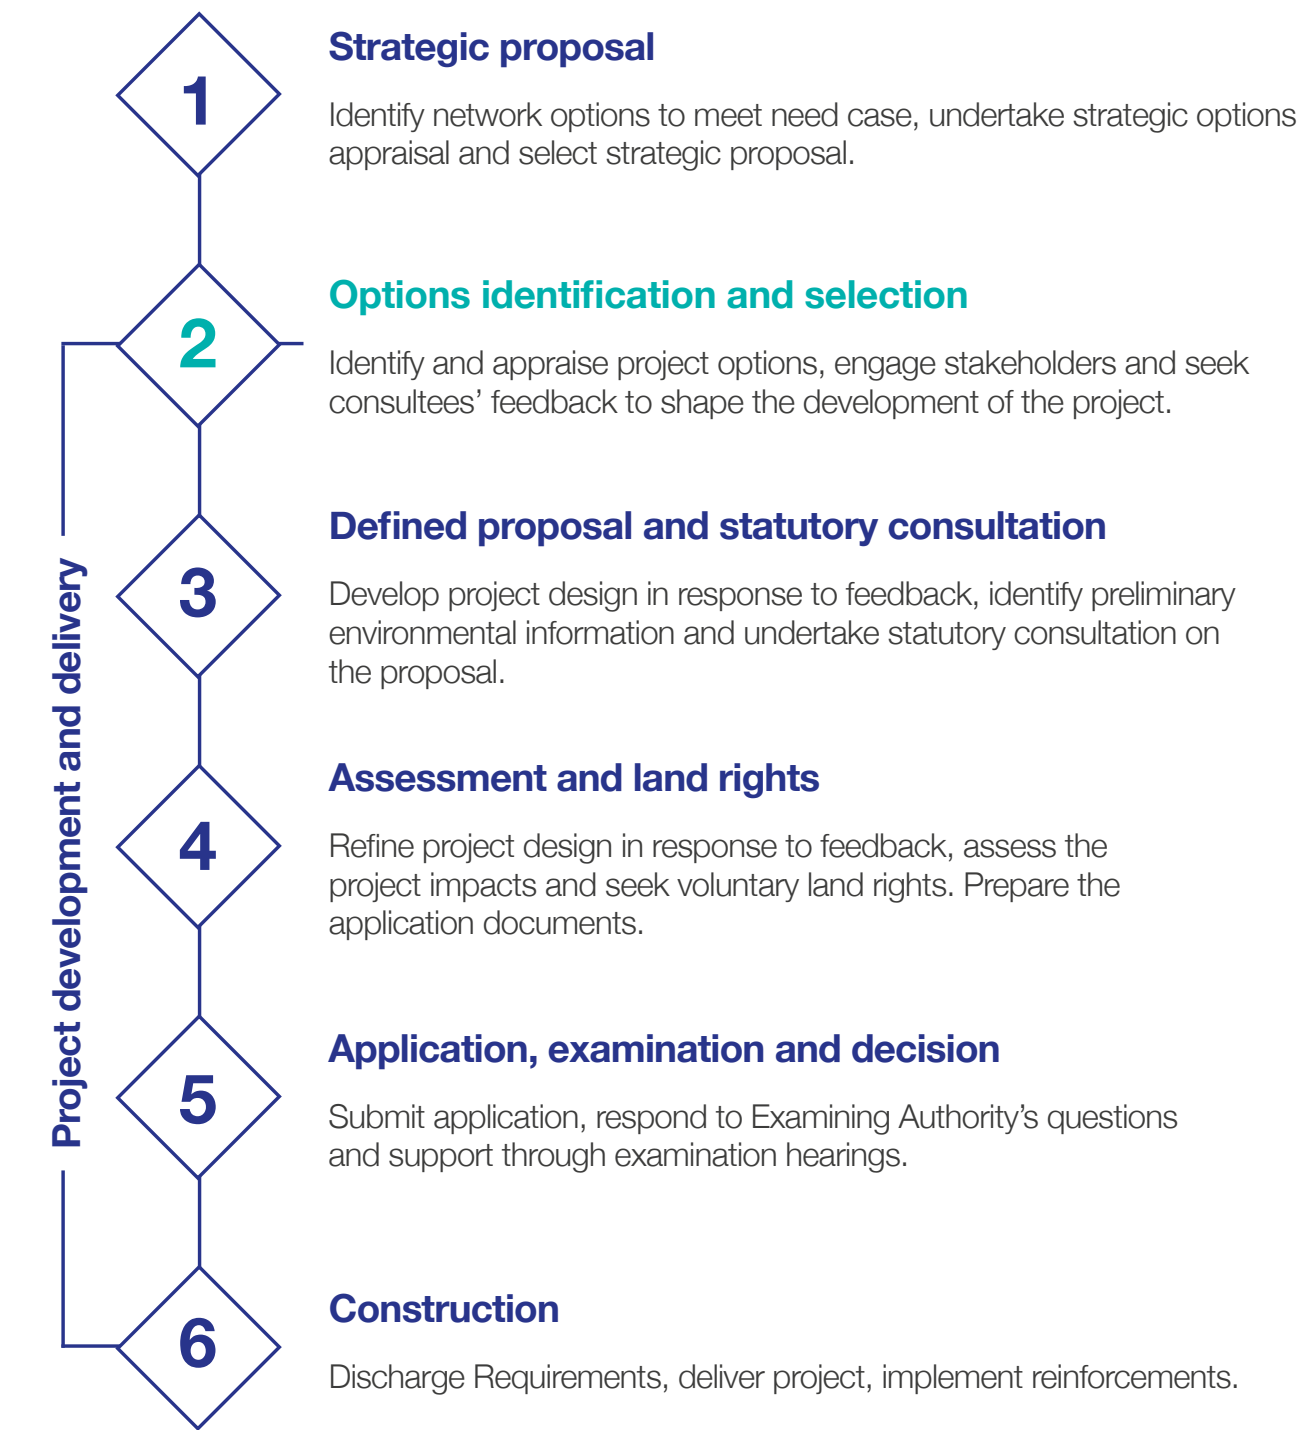 1
Strategic proposal
Identify network options to meet need case, undertake strategic options
appraisal and select strategic proposal.
2
Options identification and selection
Identify and appraise project options, engage stakeholders and seek
consultees’ feedback to shape the development of the project.
Project development and delivery
3
Defined proposal and statutory consultation
Develop project design in response to feedback, identify preliminary
environmental information and undertake statutory consultation on
the proposal.
4
Assessment and land rights
Refine project design in response to feedback, assess the
project impacts and seek voluntary land rights. Prepare the
application documents.
5
Application, examination and decision
Submit application, respond to Examining Authority’s questions
and support through examination hearings.
6
Construction
Discharge Requirements, deliver project, implement reinforcements.